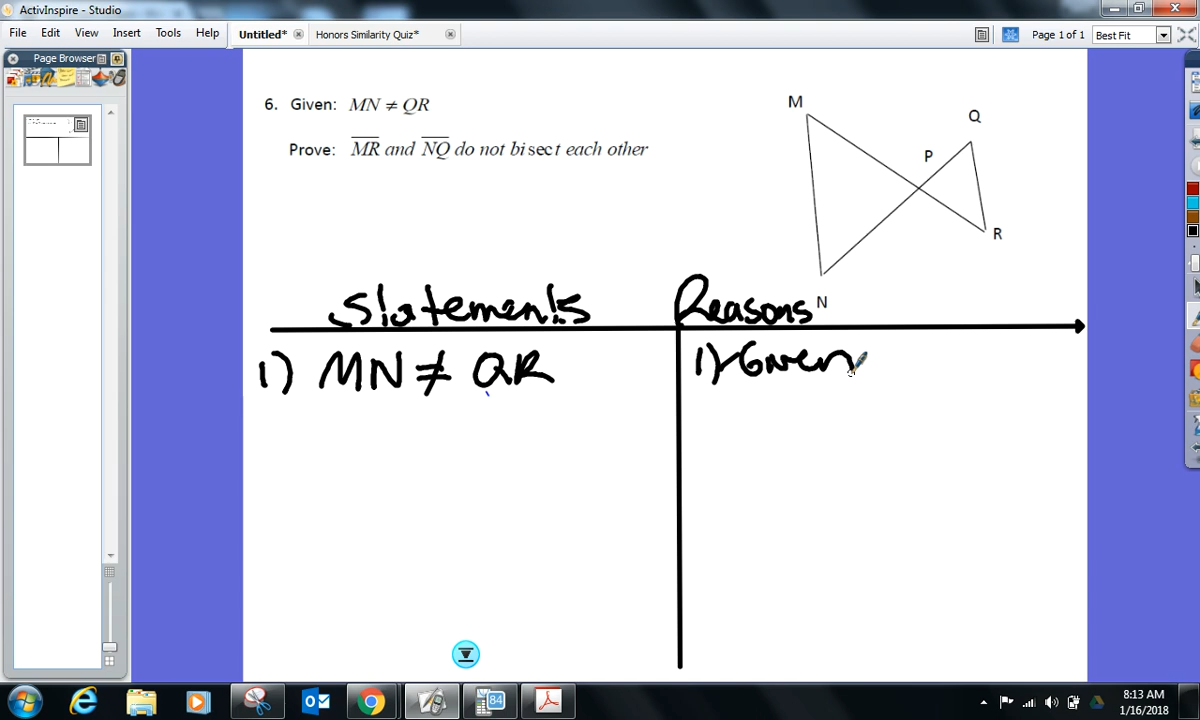 ActivInspire - Studio
File Edit View Insert Tools Help
Untitled* Honors Similarity Quiz*
Page 1 of 1 Best Fit
Page Browser
6. Given: MN ≠ QR
Prove: MR and NQ do not bisect each other
M
Q
P
R
N
Statements Reasons
1) MN ≠ QR 1) Given
84
8:13 AM
1/16/2018